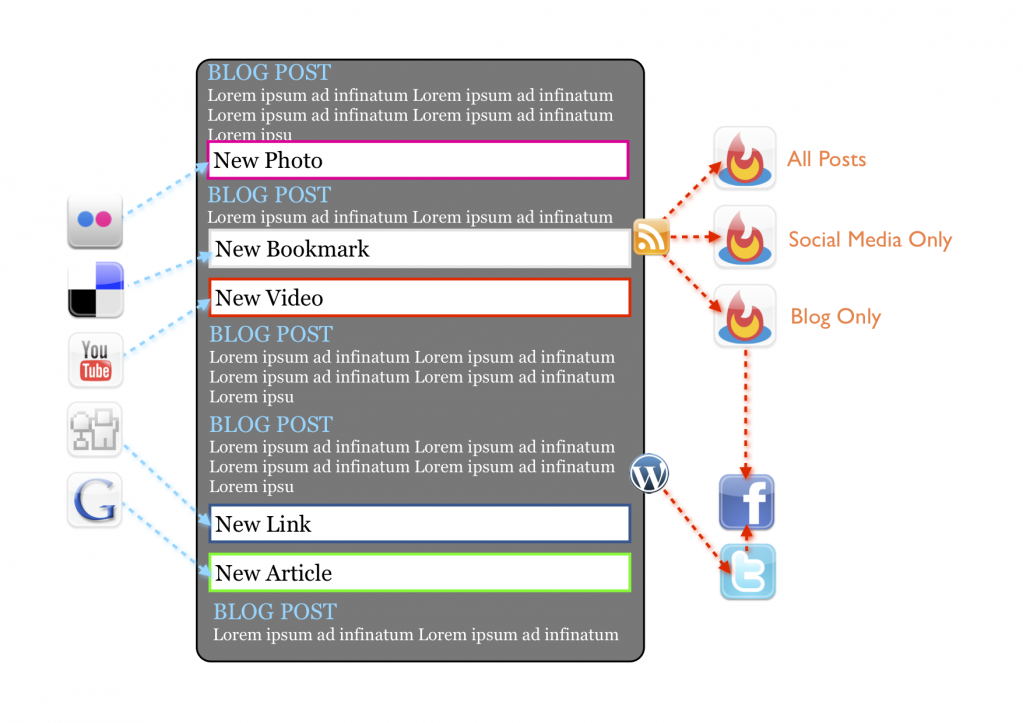 BLOG POST
Lorem ipsum ad infinatum Lorem ipsum ad infinatum
Lorem ipsum ad infinatum Lorem ipsum ad infinatum
Lorem ipsu
New Photo
BLOG POST
Lorem ipsum ad infinatum Lorem ipsum ad infinatum
New Bookmark
New Video
BLOG POST
Lorem ipsum ad infinatum Lorem ipsum ad infinatum
Lorem ipsum ad infinatum Lorem ipsum ad infinatum
Lorem ipsu
BLOG POST
Lorem ipsum ad infinatum Lorem ipsum ad infinatum
Lorem ipsum ad infinatum Lorem ipsum ad infinatum
Lorem ipsu
New Link
New Article
BLOG POST
Lorem ipsum ad infinatum Lorem ipsum ad infinatum
You
Tube
G
All Posts
Social Media Only
Blog Only
W
f
t